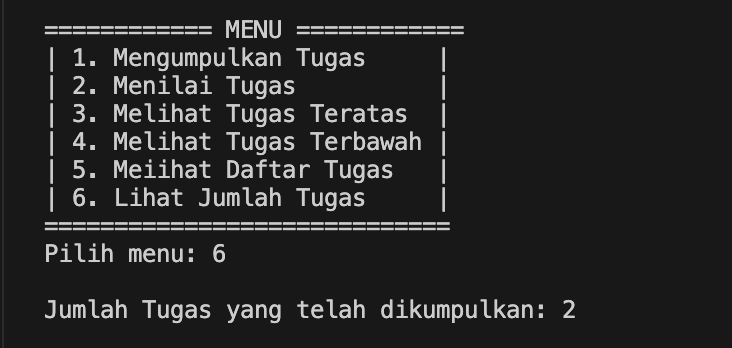 ============ MENU ============
| 1. Mengumpulkan Tugas     |
| 2. Menilai Tugas          |
| 3. Melihat Tugas Teratas  |
| 4. Melihat Tugas Terbawah |
| 5. Meiihat Daftar Tugas   |
| 6. Lihat Jumlah Tugas     |
=============================
Pilih menu: 6
Jumlah Tugas yang telah dikumpulkan: 2